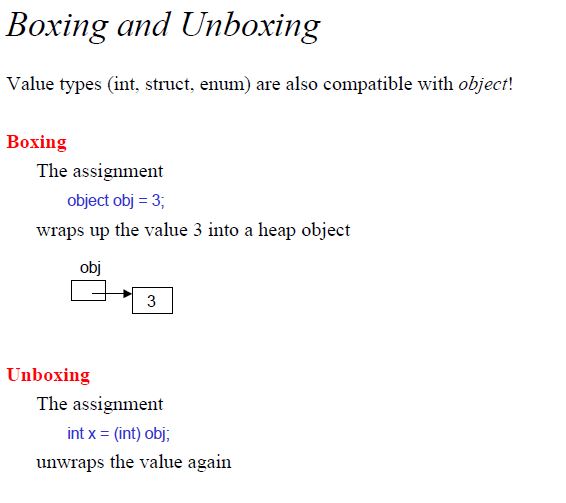 Boxing and Unboxing
Value types (int, struct, enum) are also compatible with object!
Boxing
The assignment
object obj = 3;
wraps up the value 3 into a heap object
obj
3
Unboxing
The assignment
int x = (int) obj;
unwraps the value again